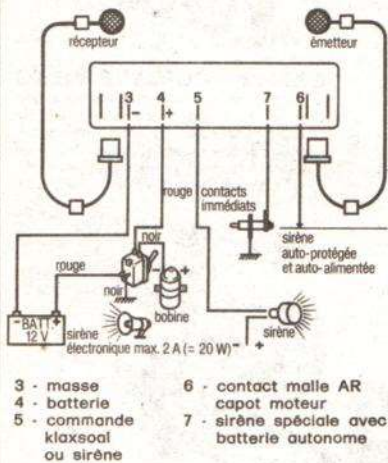 récepteur
émetteur
3 4 5 7 6
- +
rouge
contacts
immédiats
noir
sirène
auto-protégée
et auto-alimentée
rouge
- +
noir
bobine
- BATT. +
12 V
sirène
électronique max. 2 A (= 20 W)
sirène
- +
3 - masse
4 - batterie
5 - commande
klaxsoal
ou sirène
6 - contact malle AR
capot moteur
7 - sirène spéciale avec
batterie autonome